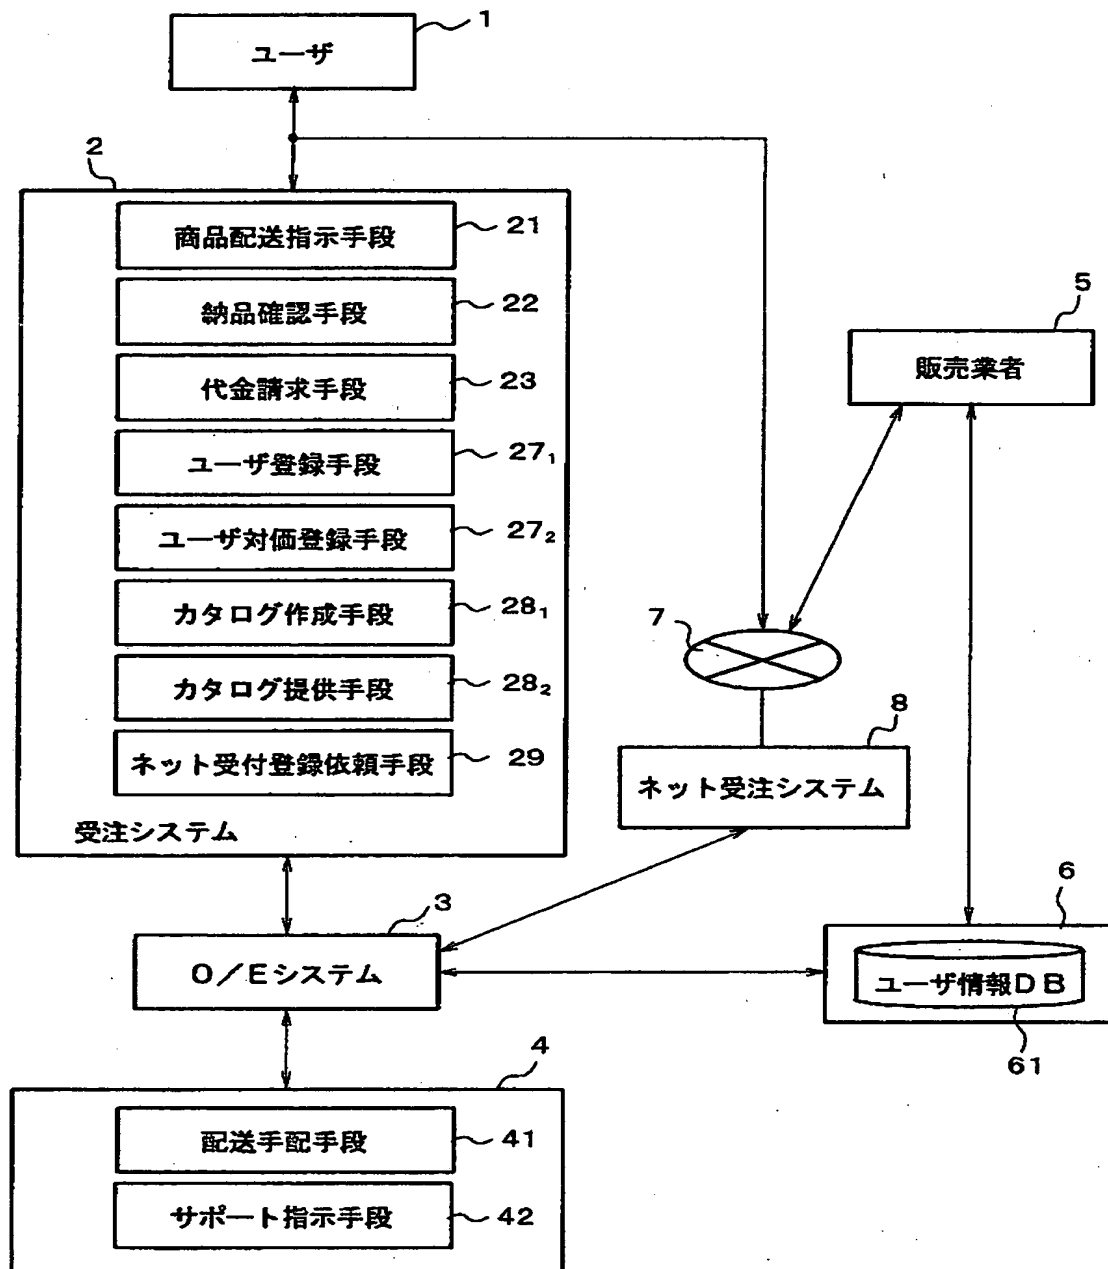 1
ユーザ
2
商品配送指示手段 21
納品確認手段 22
代金請求手段 23
ユーザ登録手段 27₁
ユーザ対価登録手段 27₂
カタログ作成手段 28₁
カタログ提供手段 28₂
ネット受付登録依頼手段 29
受注システム
5
販売業者
7
8
ネット受注システム
3
O/Eシステム
6
ユーザ情報DB
61
4
配送手配手段 41
サポート指示手段 42